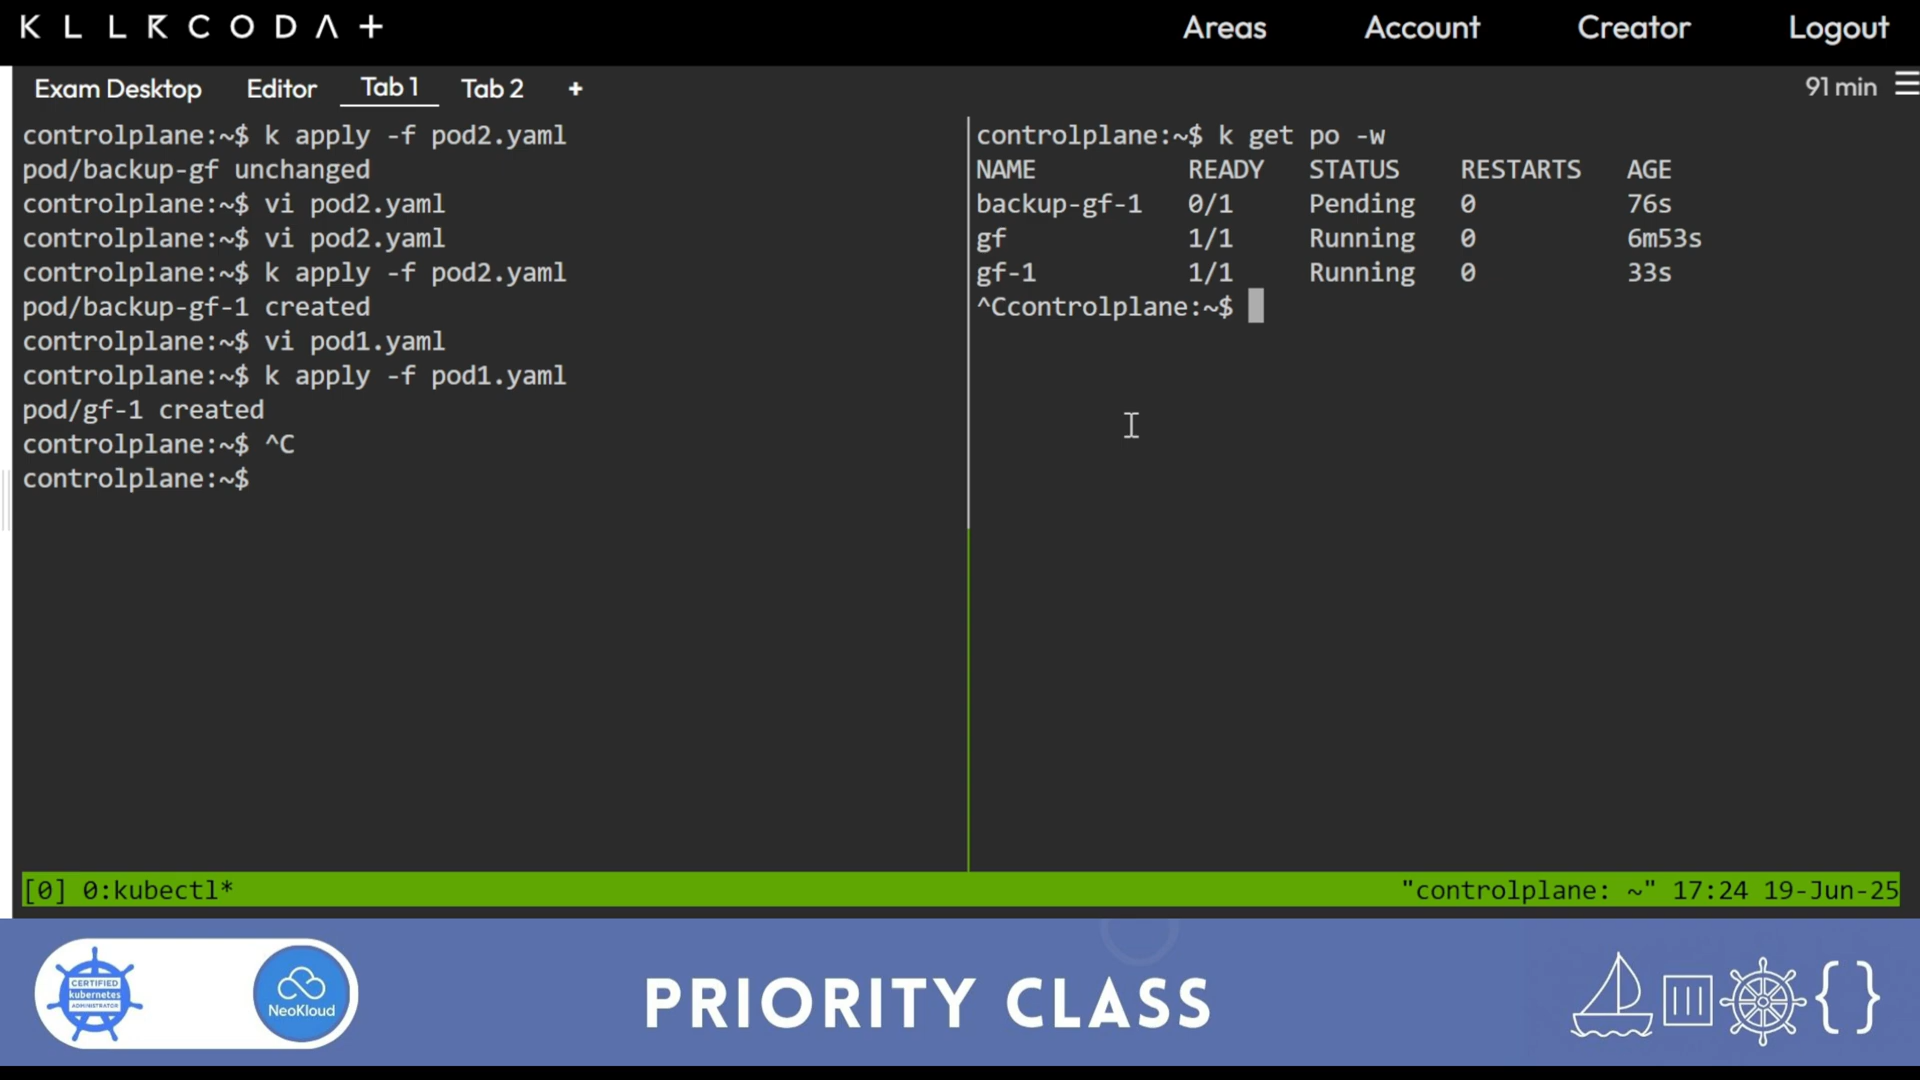 KLLRCODA+ Areas Account Creator Logout
Exam Desktop Editor Tab 1 Tab 2 + 91 min
controlplane:~$ k apply -f pod2.yaml
pod/backup-gf unchanged
controlplane:~$ vi pod2.yaml
controlplane:~$ vi pod2.yaml
controlplane:~$ k apply -f pod2.yaml
pod/backup-gf-1 created
controlplane:~$ vi pod1.yaml
controlplane:~$ k apply -f pod1.yaml
pod/gf-1 created
controlplane:~$ ^C
controlplane:~$
controlplane:~$ k get po -w
NAME READY STATUS RESTARTS AGE
backup-gf-1 0/1 Pending 0 76s
gf 1/1 Running 0 6m53s
gf-1 1/1 Running 0 33s
^Ccontrolplane:~$
[0] 0:kubectl* "controlplane: ~" 17:24 19-Jun-25
CERTIFIED
kubernetes
ADMINISTRATOR
NeoKloud
PRIORITY CLASS